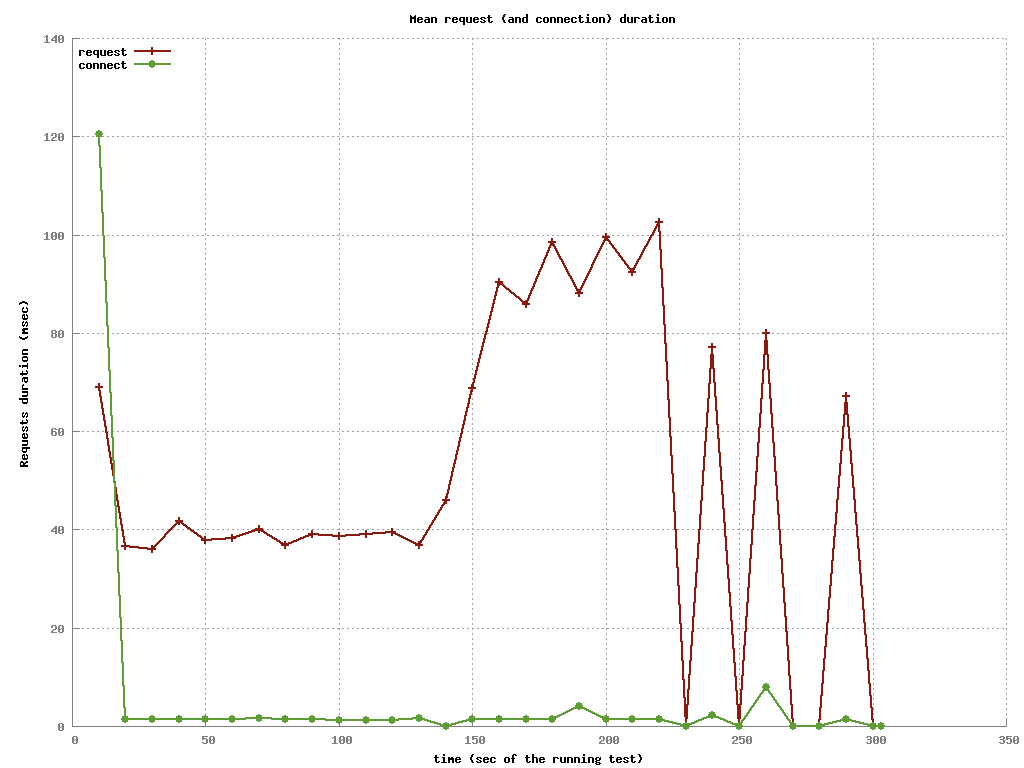 Mean request (and connection) duration
request
connect
140
120
100
80
60
40
20
0
Requests duration (msec)
0 50 100 150 200 250 300 350
time (sec of the running test)